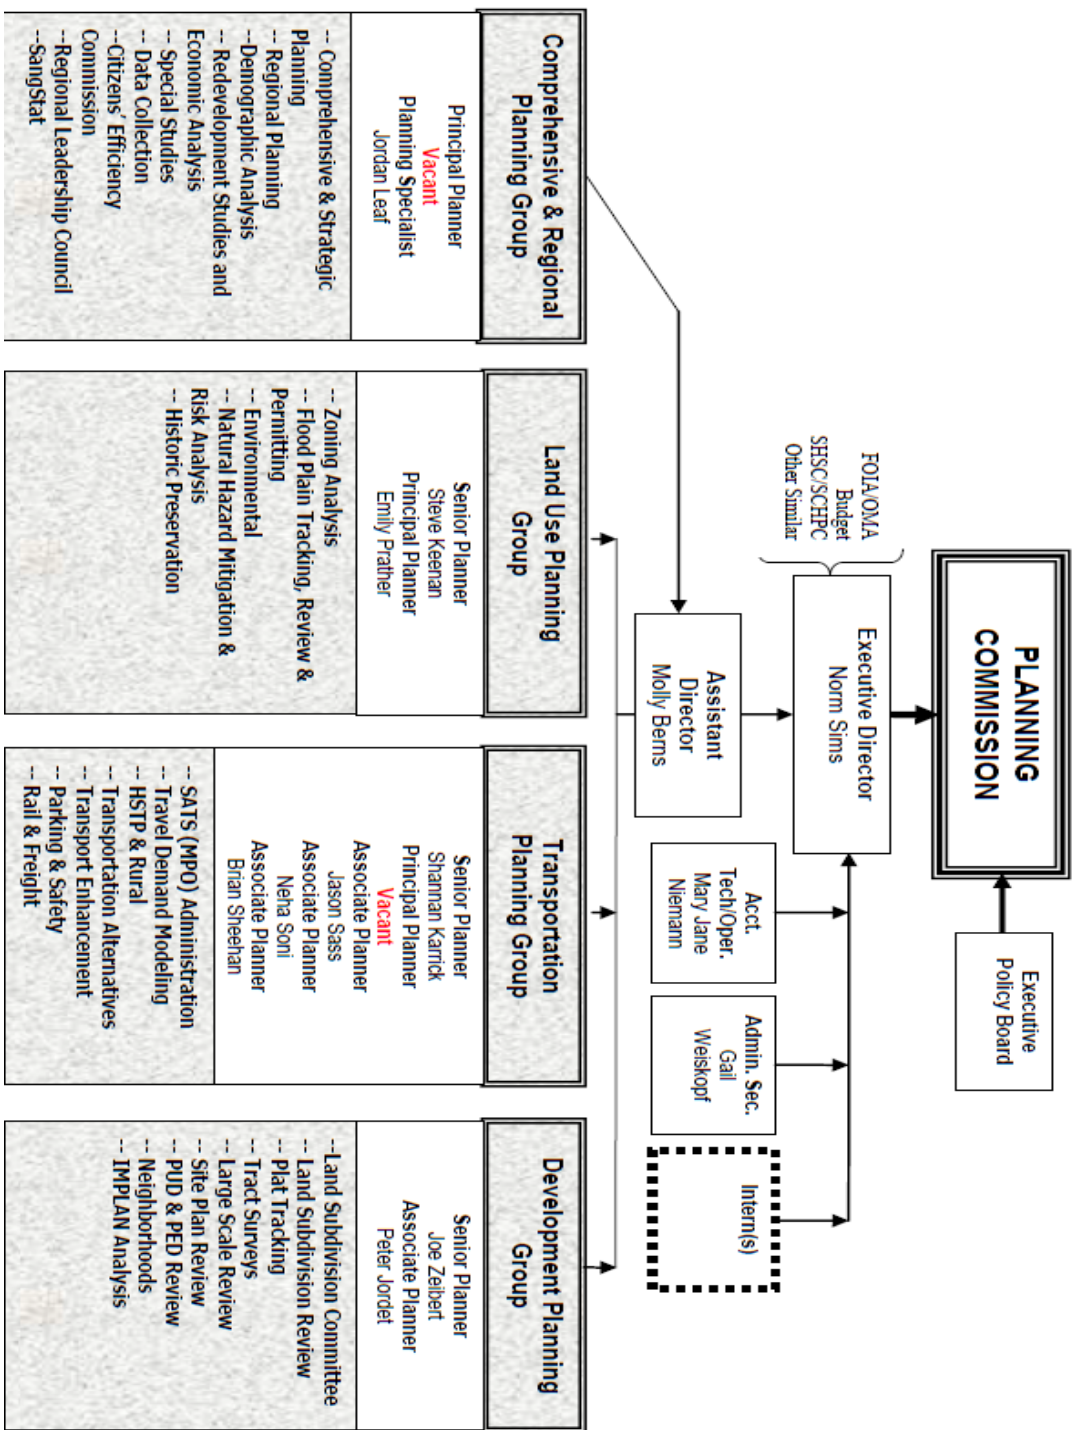 PLANNING
COMMISSION
Executive
Policy Board
FOIA/OMA
Budget
SHSC/SCHPC
Other Similar
Executive Director
Norm Sims
Assistant
Director
Molly Berns
Acct.
Tech/Oper.
Mary Jane
Niemann
Admin. Sec.
Gail
Weiskopf
Intern(s)
Comprehensive & Regional
Planning Group
Principal Planner
Vacant
Planning Specialist
Jordan Leaf
-- Comprehensive & Strategic
Planning
-- Regional Planning
--Demographic Analysis
-- Redevelopment Studies and
Economic Analysis
-- Special Studies
-- Data Collection
--Citizens' Efficiency
Commission
--Regional Leadership Council
--SangStat
Land Use Planning
Group
Senior Planner
Steve Keenan
Principal Planner
Emily Prather
-- Zoning Analysis
-- Flood Plain Tracking, Review &
Permitting
-- Environmental
-- Natural Hazard Mitigation &
Risk Analysis
-- Historic Preservation
Transportation
Planning Group
Senior Planner
Shannan Karrick
Principal Planner
Vacant
Associate Planner
Jason Sass
Associate Planner
Neha Soni
Associate Planner
Brian Sheehan
-- SATS (MPO) Administration
-- Travel Demand Modeling
-- HSTP & Rural
-- Transportation Alternatives
-- Transport Enhancement
-- Parking & Safety
-- Rail & Freight
Development Planning
Group
Senior Planner
Joe Zeibert
Associate Planner
Peter Jordet
--Land Subdivision Committee
-- Land Subdivision Review
-- Plat Tracking
-- Tract Surveys
-- Large Scale Review
-- Site Plan Review
-- PUD & PED Review
-- Neighborhoods
-- IMPLAN Analysis